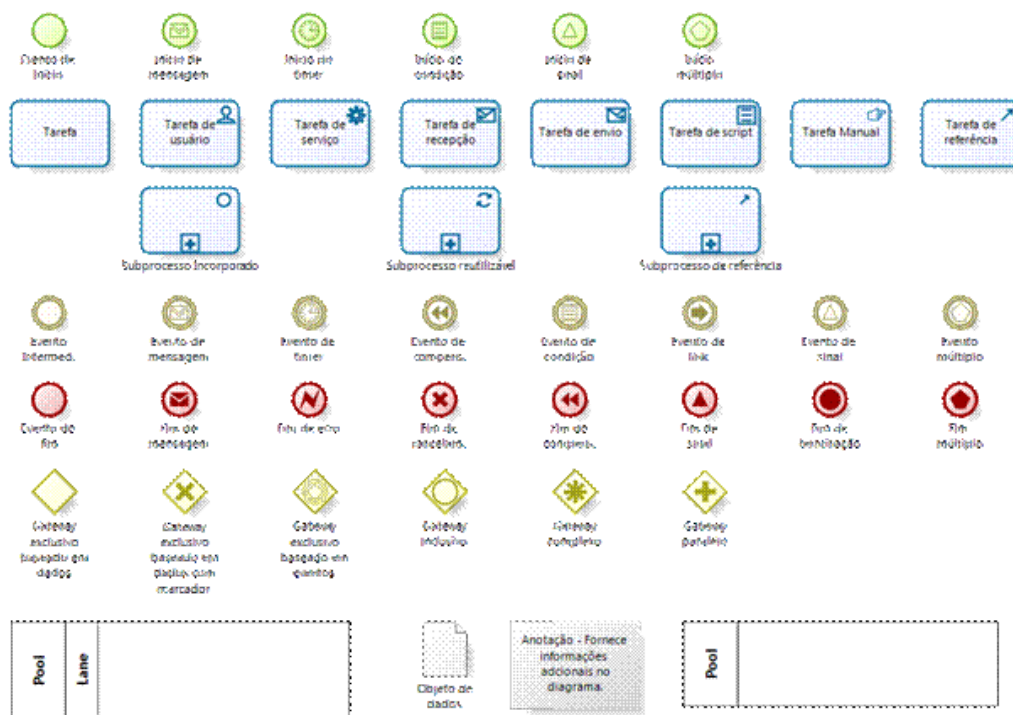 Evento de
Início
Início de
mensagem
Início de
timer
Início de
condição
Início de
sinal
Início
múltiplo
Tarefa
Tarefa de
usuário
Tarefa de
serviço
Tarefa de
recepção
Tarefa de envio
Tarefa de script
Tarefa Manual
Tarefa de
referência
Subprocesso Incorporado
Subprocesso reutilizável
Subprocesso de referência
Evento
Intermed.
Evento de
mensagem
Evento de
timer
Evento de
compens.
Evento de
condição
Evento de
link
Evento de
sinal
Evento
múltiplo
Evento de
fim
Fim de
mensagem
Fim de erro
Fim de
cancelam.
Fim de
compens.
Fim de
sinal
Fim de
Fim
múltiplo
Gateway
exclusivo
baseado em
dados
Gateway
exclusivo
baseado em
dados com
marcador
Gateway
exclusivo
baseado em
eventos
Gateway
inclusivo
Gateway
complexo
Gateway
paralelo
Pool
Lane
Objeto de
dados
Anotação - Fornece
informações
adcionais no
diagrama.
Pool